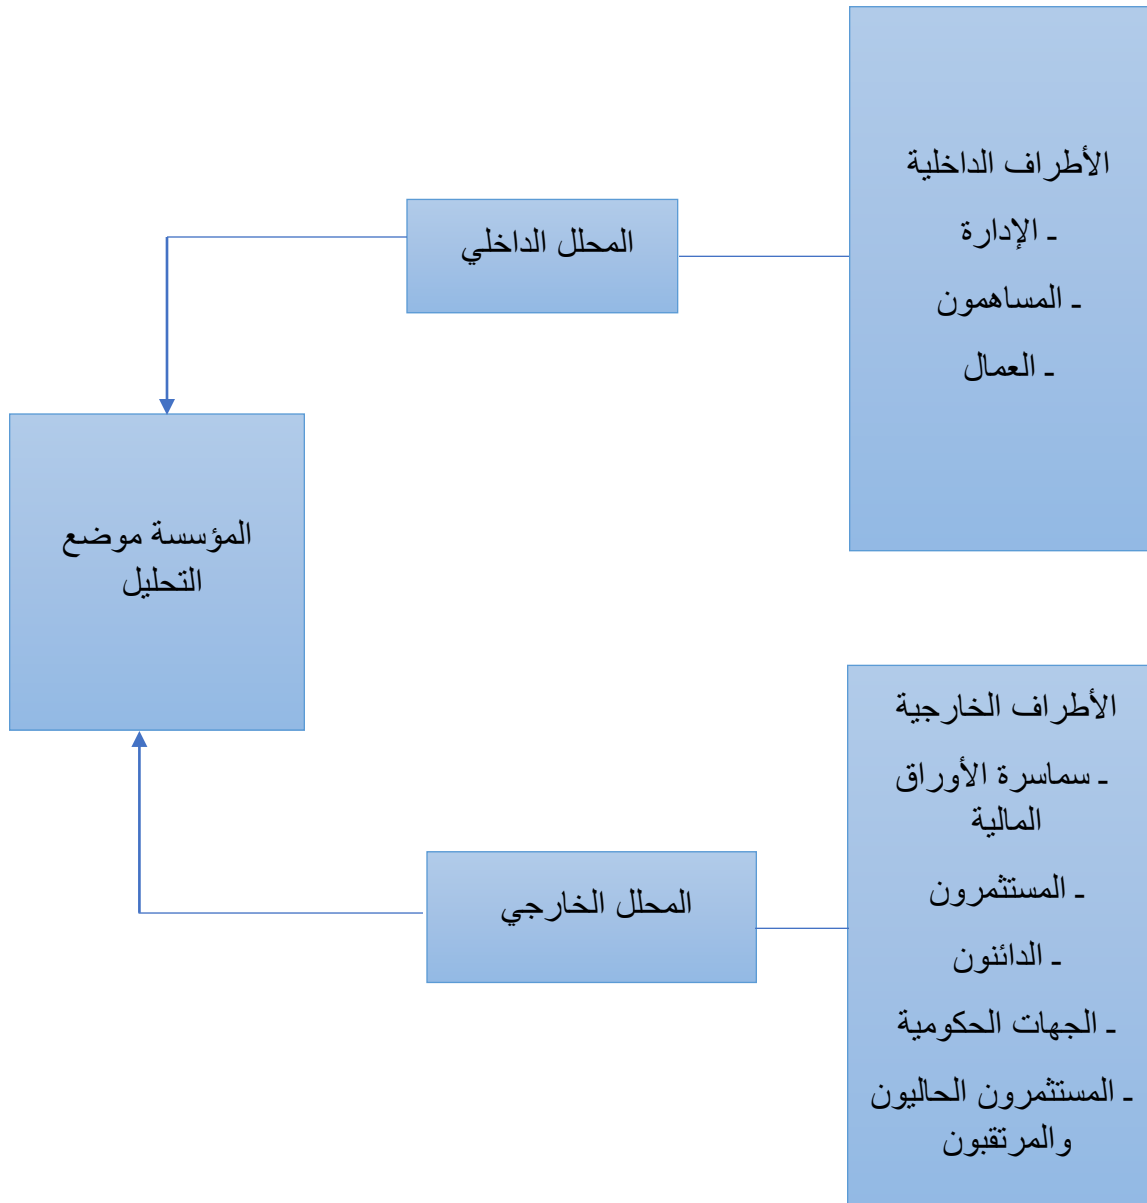 الأطراف الداخلية
ـ الإدارة
ـ المساهمون
ـ العمال
المحلل الداخلي
المؤسسة موضع
التحليل
الأطراف الخارجية
ـ سماسرة الأوراق
المالية
ـ المستثمرون
ـ الدائنون
ـ الجهات الحكومية
ـ المستثمرون الحاليون
والمرتقبون
المحلل الخارجي